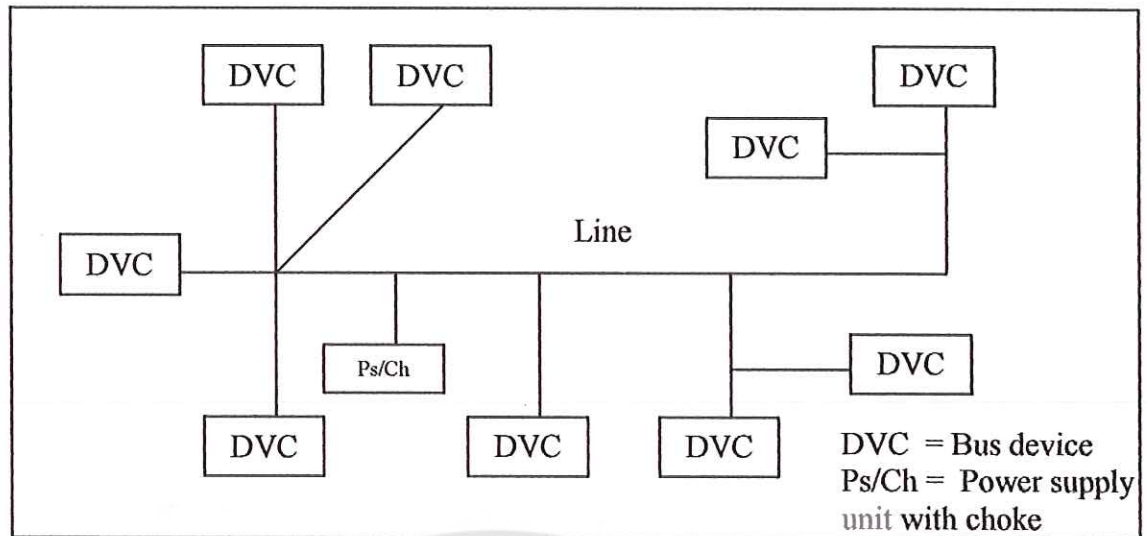 DVC
DVC
DVC
DVC
Line
DVC
Ps/Ch
DVC
DVC
DVC
DVC
DVC = Bus device
Ps/Ch = Power supply
unit with choke